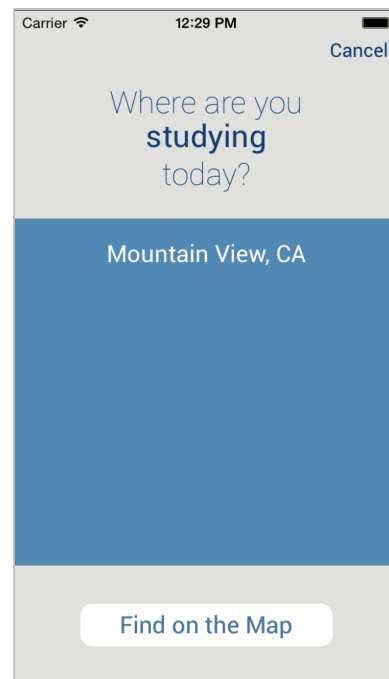 Carrier 12:29 PM
Cancel
Where are you
studying
today?
Mountain View, CA
Find on the Map